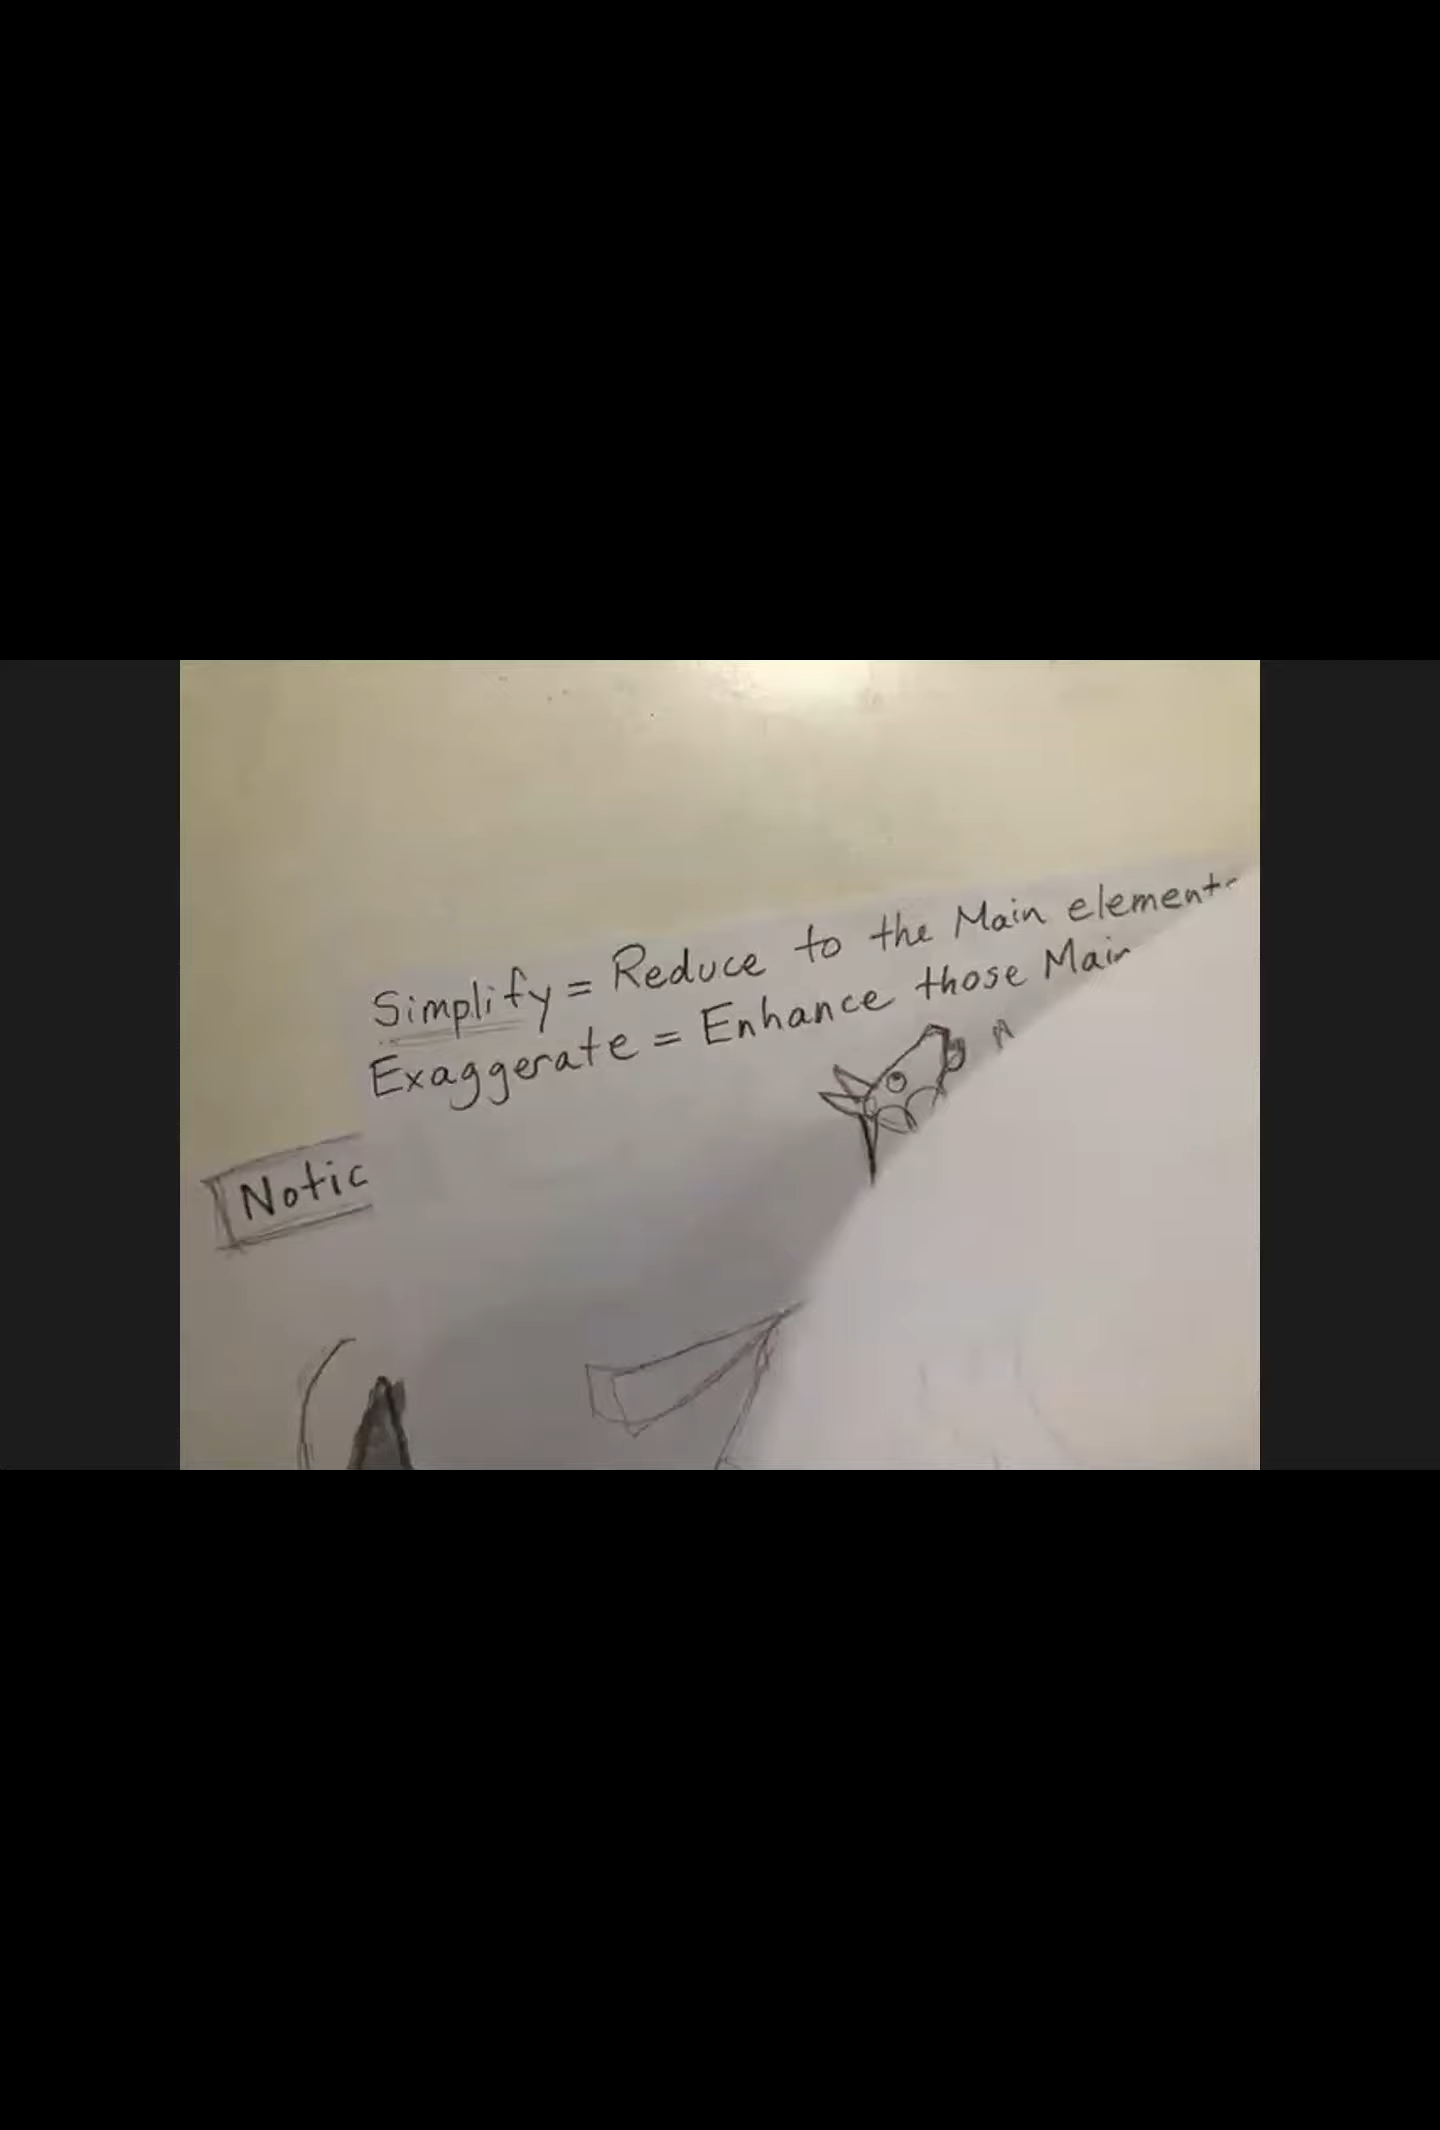 Simplify = Reduce to the Main element
Exaggerate = Enhance those Main
Notic